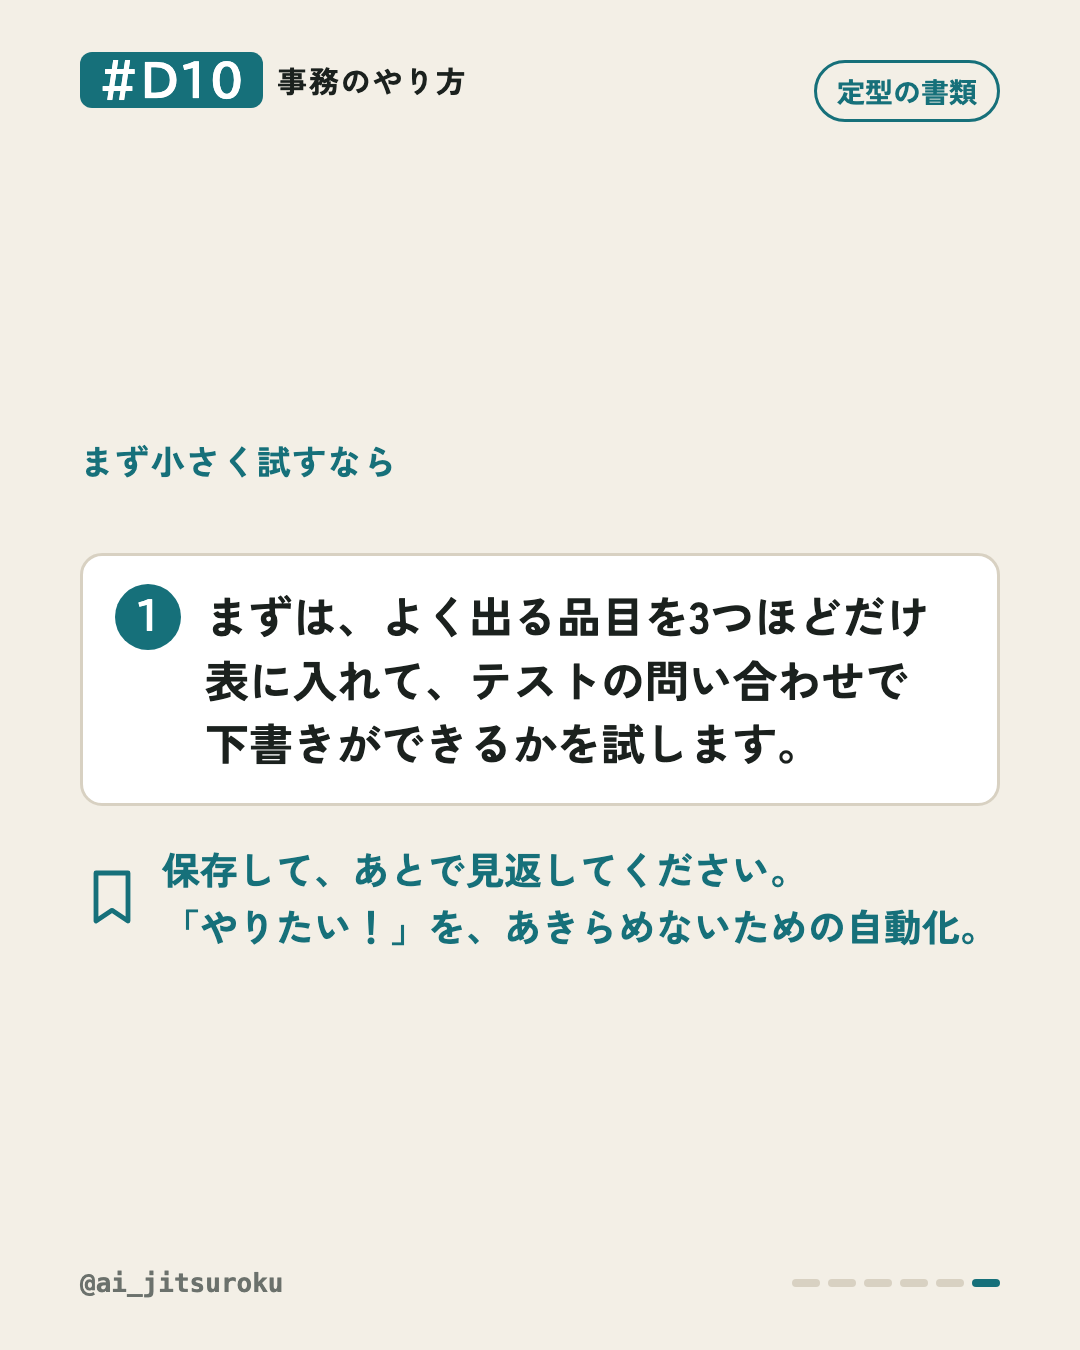 #D10 事務のやり方
定型の書類
まず小さく試すなら
1 まずは、よく出る品目を3つほどだけ
表に入れて、テストの問い合わせで
下書きができるかを試します。
保存して、あとで見返してください。
「やりたい！」を、あきらめないための自動化。
@ai_jitsuroku